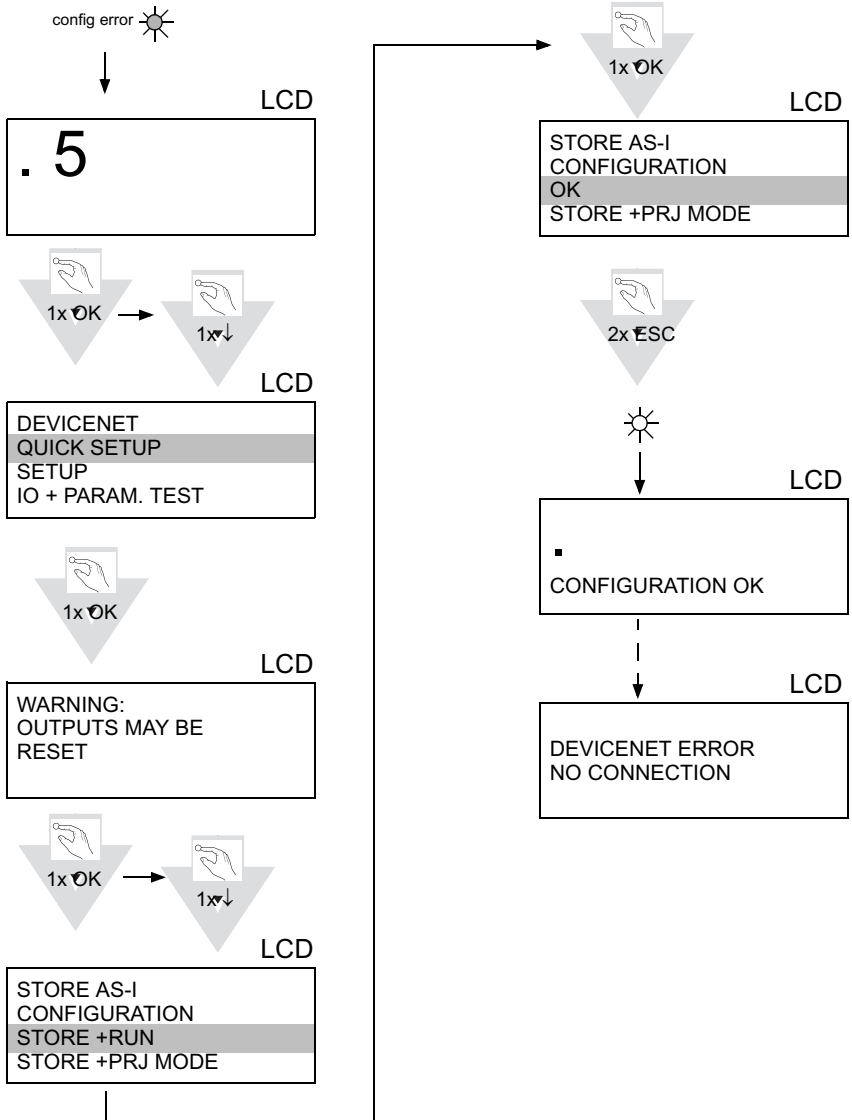 config error
LCD
. 5
1x OK
1x ↓
LCD
DEVICENET
QUICK SETUP
SETUP
IO + PARAM. TEST
1x OK
LCD
WARNING:
OUTPUTS MAY BE
RESET
1x OK
1x ↓
LCD
STORE AS-I
CONFIGURATION
STORE +RUN
STORE +PRJ MODE
1x OK
LCD
STORE AS-I
CONFIGURATION
OK
STORE +PRJ MODE
2x ESC
LCD
.
CONFIGURATION OK
LCD
DEVICENET ERROR
NO CONNECTION